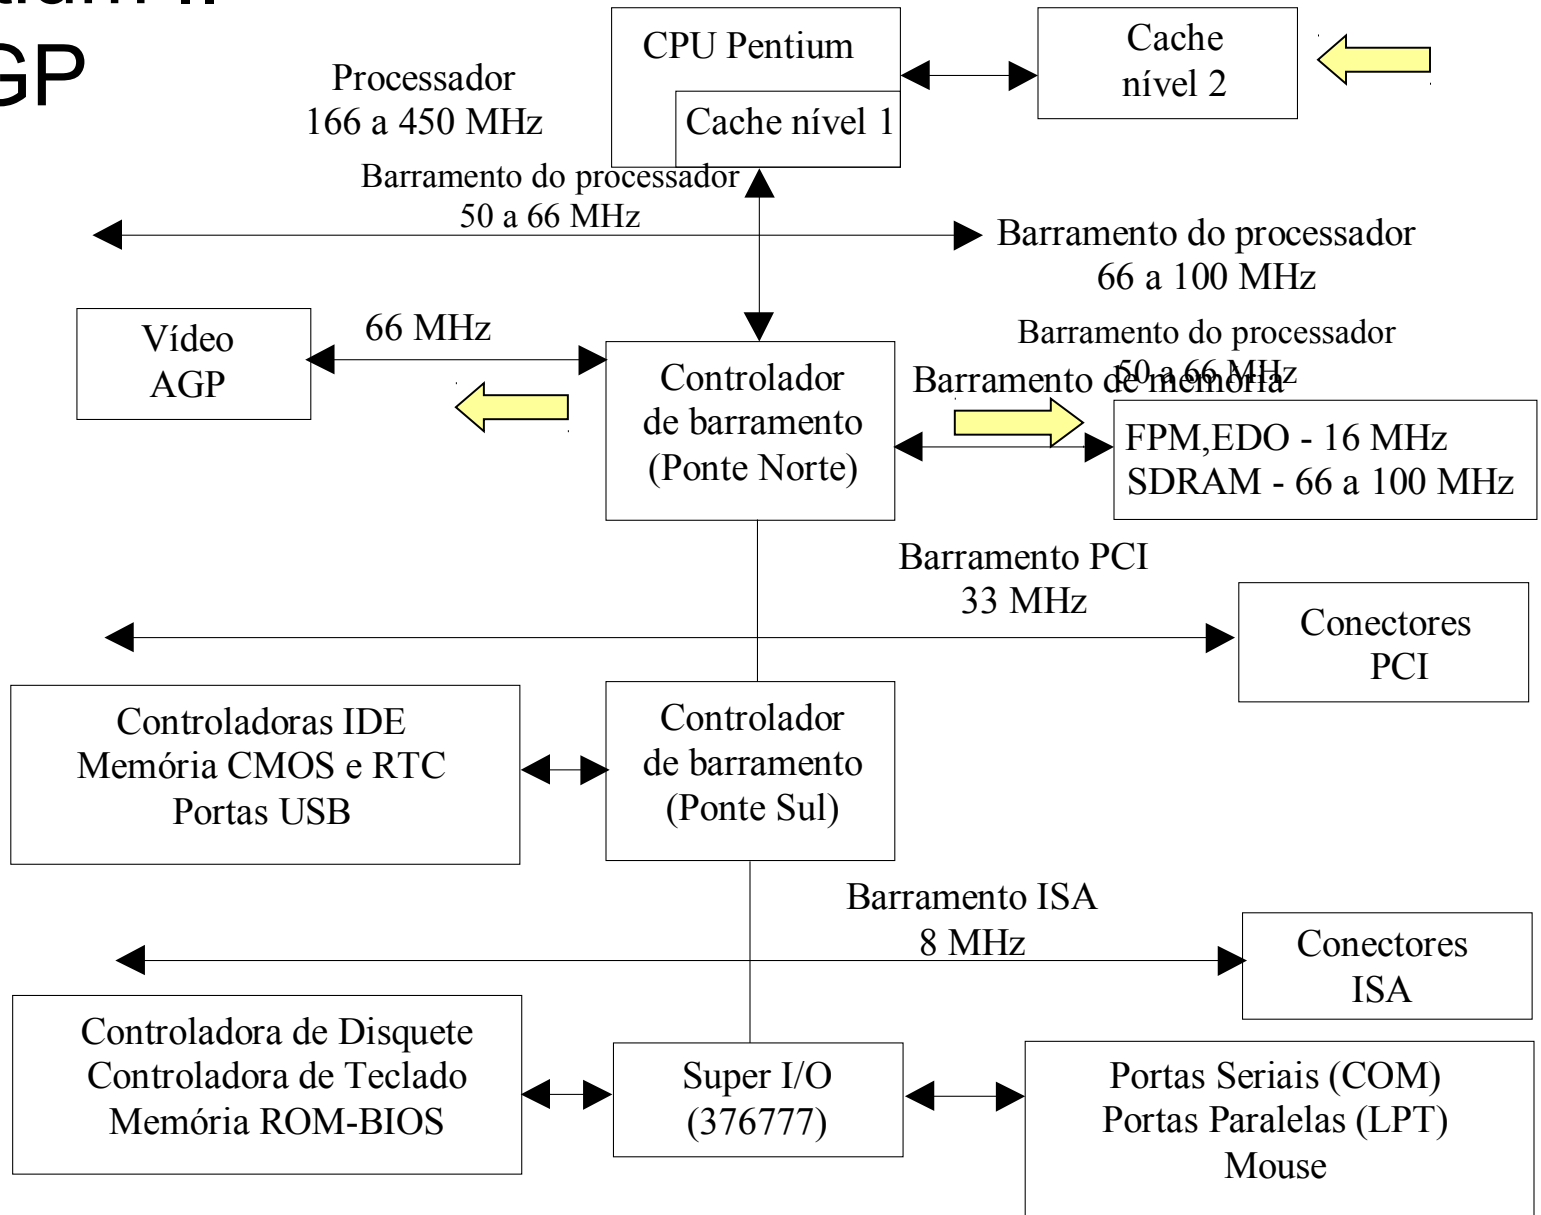 GP
CPU Pentium
Cache nível 1
Cache
nível 2
Processador
166 a 450 MHz
Barramento do processador
50 a 66 MHz
Barramento do processador
66 a 100 MHz
Vídeo
AGP
66 MHz
Controlador
de barramento
(Ponte Norte)
Barramento do processador
50 a 66 MHz
Barramento de memória
FPM,EDO - 16 MHz
SDRAM - 66 a 100 MHz
Barramento PCI
33 MHz
Conectores
PCI
Controladoras IDE
Memória CMOS e RTC
Portas USB
Controlador
de barramento
(Ponte Sul)
Barramento ISA
8 MHz
Conectores
ISA
Controladora de Disquete
Controladora de Teclado
Memória ROM-BIOS
Super I/O
(376777)
Portas Seriais (COM)
Portas Paralelas (LPT)
Mouse